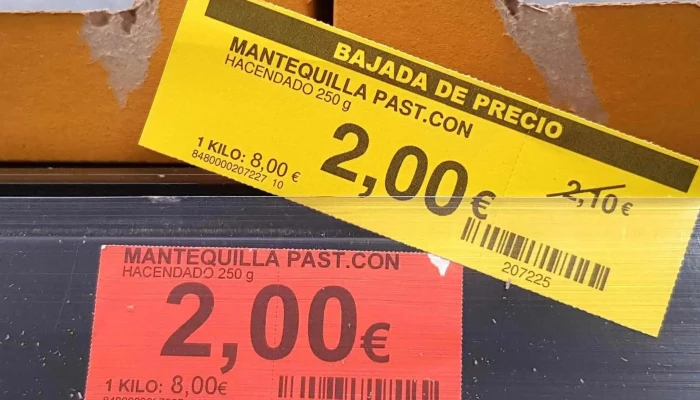 BAJADA DE PRECIO
MANTEQUILLA PAST.CON
HACENDADO 250 g
2,00€
2,10 €
1 KILO: 8,00 €
8480000207227 10
207225
MANTEQUILLA PAST.CON
HACENDADO 250 g
2,00€
1 KILO: 8,00€